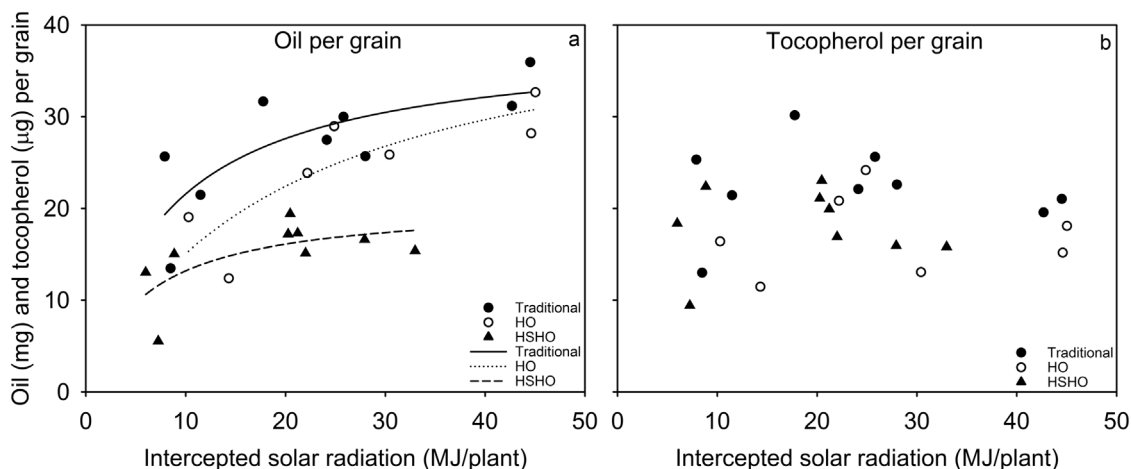 Oil (mg) and tocopherol (μg) per grain
Oil per grain
a
40
30
20
10
0
Traditional
HO
HSHO
Traditional
HO
HSHO
0 10 20 30 40 50
Intercepted solar radiation (MJ/plant)
Tocopherol per grain
b
Traditional
HO
HSHO
0 10 20 30 40 50
Intercepted solar radiation (MJ/plant)